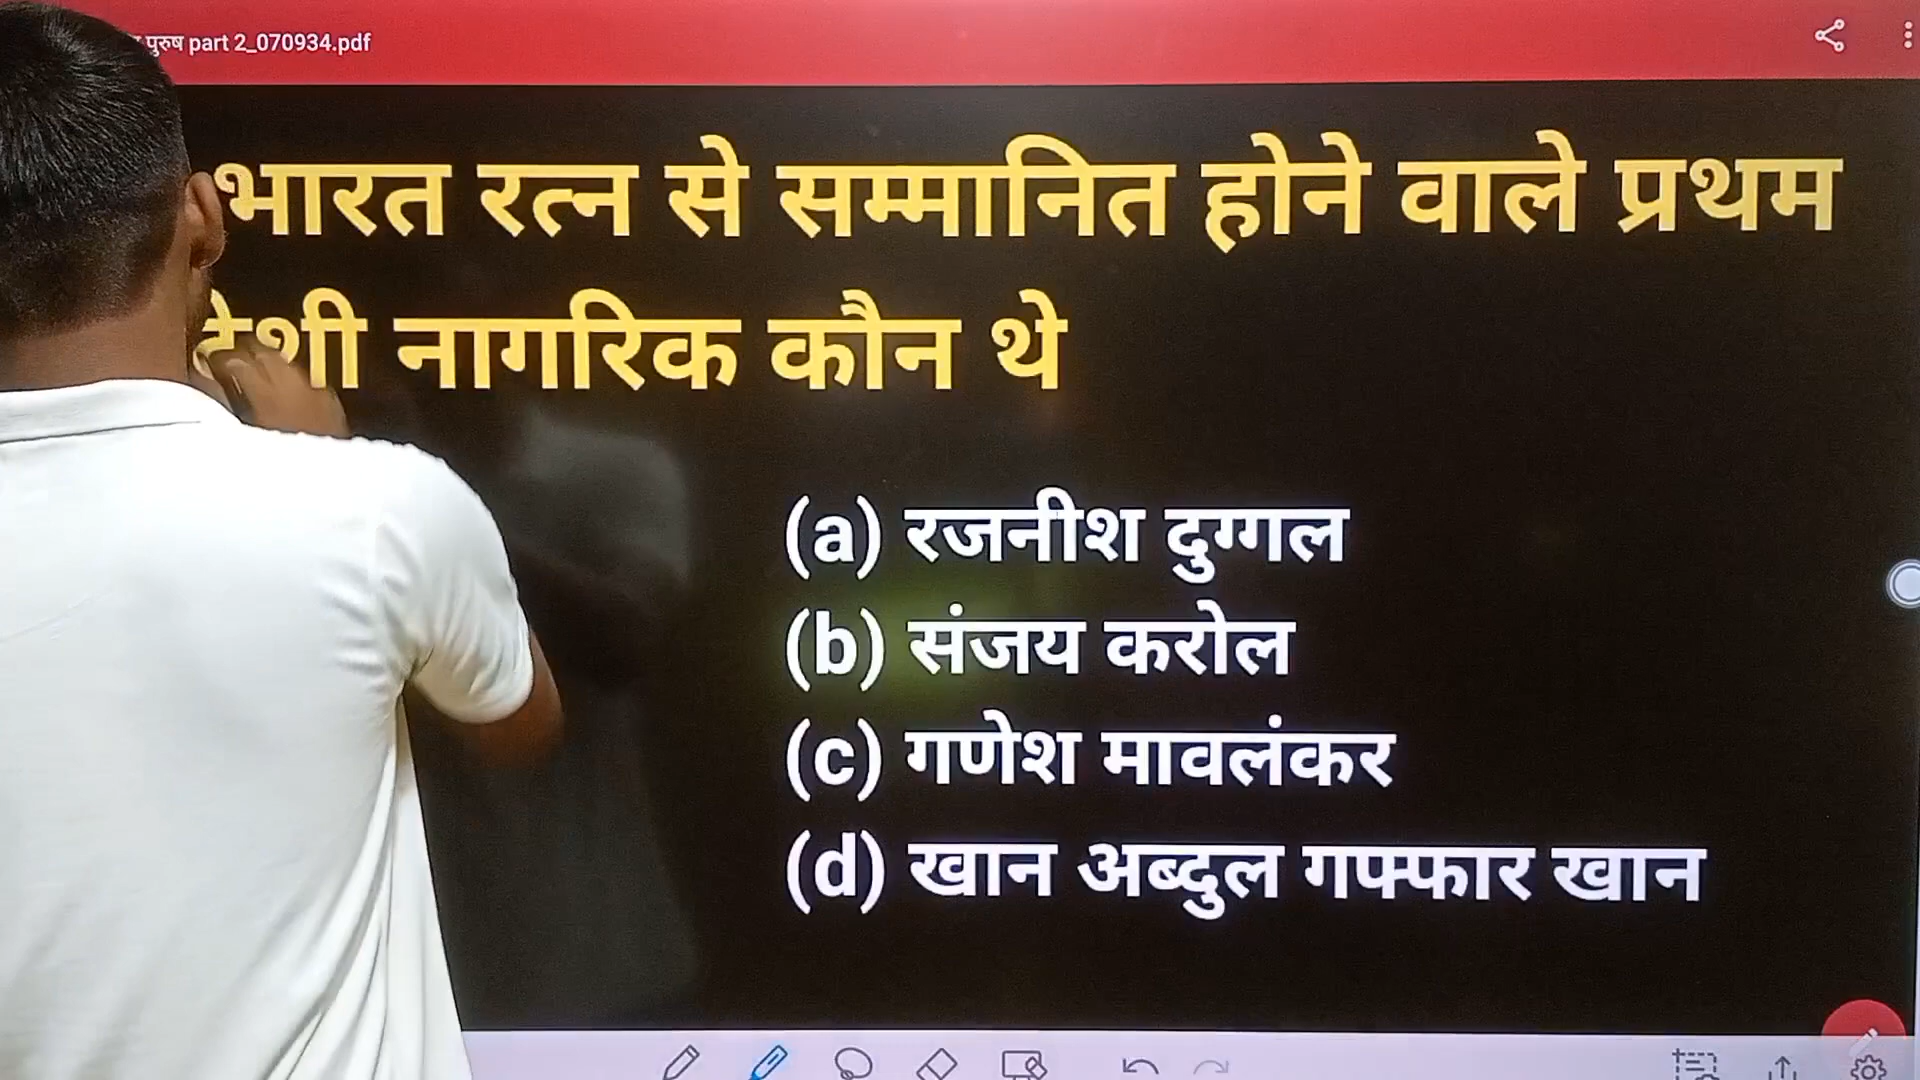 पुरुष part 2_070934.pdf
भारत रत्न से सम्मानित होने वाले प्रथम
नागरिक कौन थे
(a) रजनीश दुग्गल
(b) संजय करोल
(c) गणेश मावलंकर
(d) खान अब्दुल गफ्फार खान